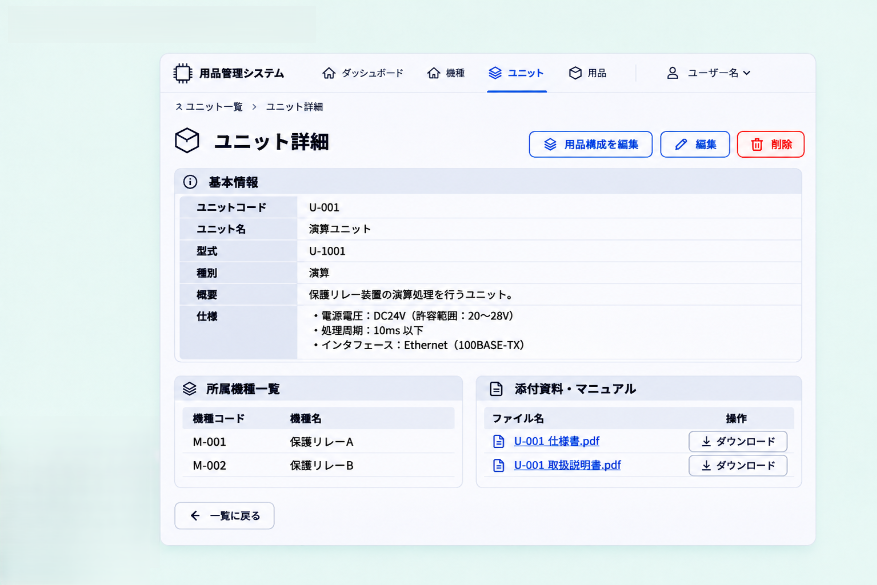 用品管理システム ダッシュボード 機種 ユニット 用品 ユーザー名
ユニット一覧 > ユニット詳細
ユニット詳細 用品構成を編集 編集 削除
基本情報
ユニットコード U-001
ユニット名 演算ユニット
型式 U-1001
種別 演算
概要 保護リレー装置の演算処理を行うユニット。
仕様 ・電源電圧：DC24V（許容範囲：20～28V）
・処理周期：10ms 以下
・インタフェース：Ethernet（100BASE-TX）
所属機種一覧
機種コード 機種名
M-001 保護リレーA
M-002 保護リレーB
添付資料・マニュアル
ファイル名 操作
U-001 仕様書.pdf ダウンロード
U-001 取扱説明書.pdf ダウンロード
← 一覧に戻る